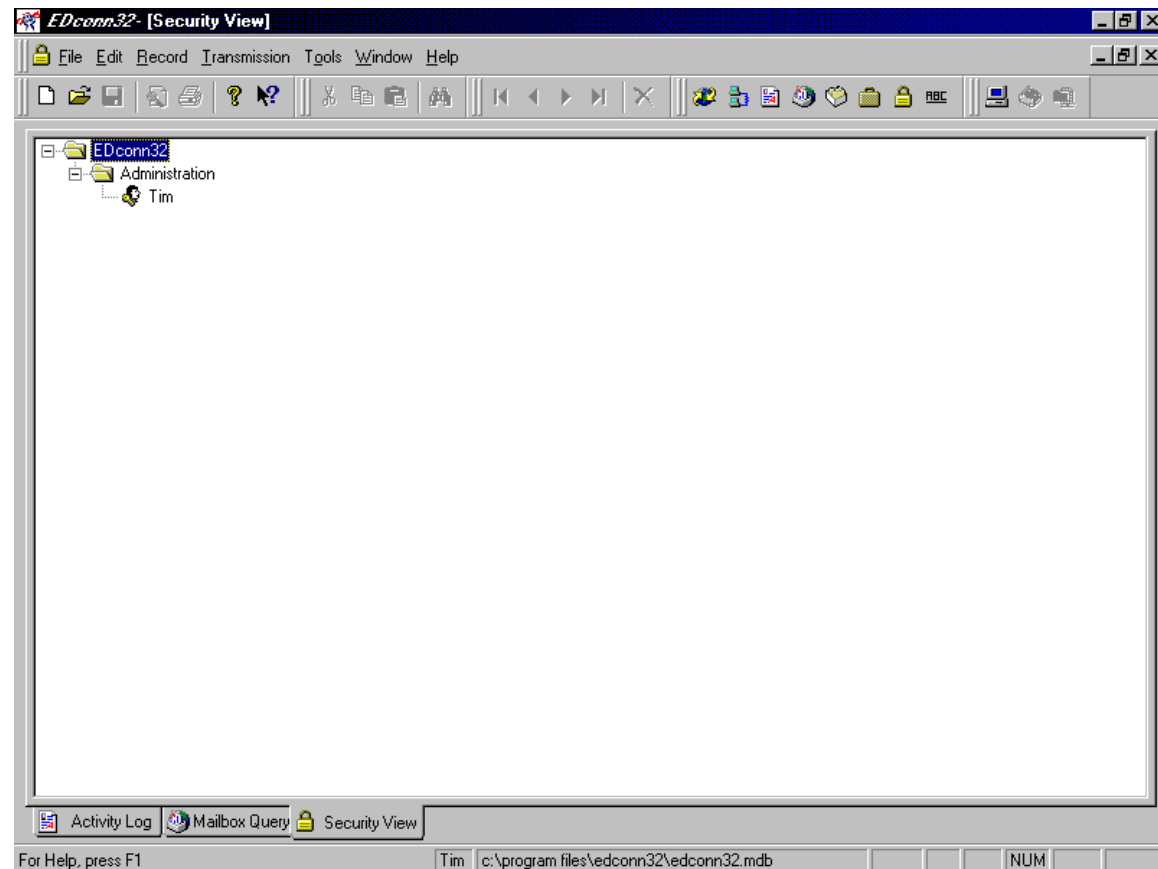 EDconn32- [Security View]
File Edit Record Transmission Tools Window Help
ABC
EDconn32
Administration
Tim
Activity Log Mailbox Query Security View
For Help, press F1 Tim c:\program files\edconn32\edconn32.mdb NUM